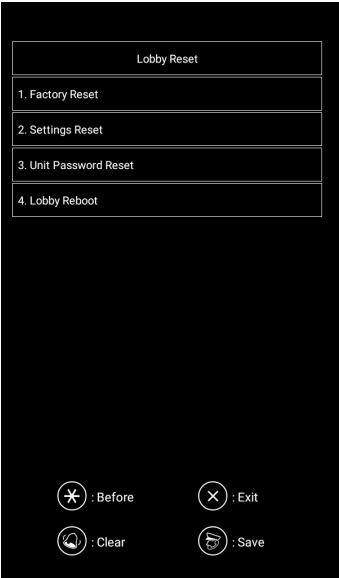 Lobby Reset
1. Factory Reset
2. Settings Reset
3. Unit Password Reset
4. Lobby Reboot
: Before
: Exit
: Clear
: Save